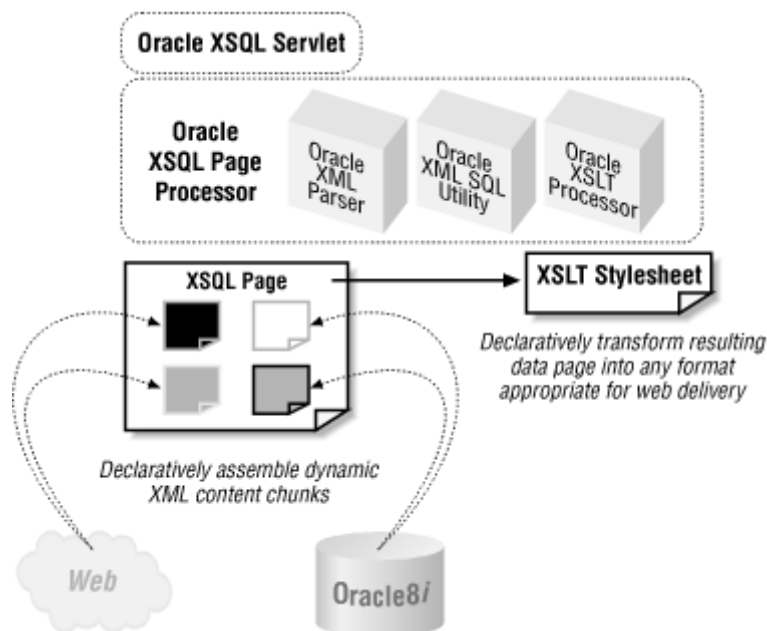 Oracle XSQL Servlet
Oracle
XSQL Page
Processor
Oracle
XML
Parser
Oracle
XML SQL
Utility
Oracle
XSLT
Processor
XSQL Page
XSLT Stylesheet
Declaratively transform resulting
data page into any format
appropriate for web delivery
Declaratively assemble dynamic
XML content chunks
Web
Oracle8i